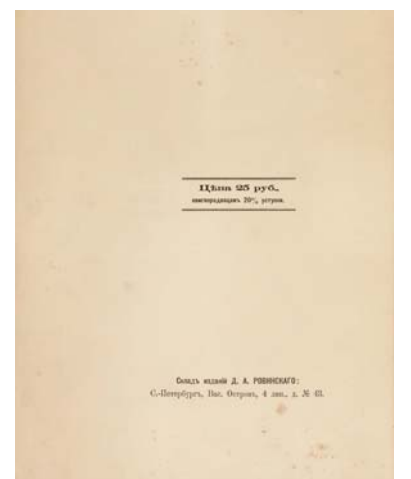 Цѣна 25 руб.,
книгопродавцамъ 20% уступки.
Складъ изданій Д. А. РОВИНСКАГО:
С.-Петербургъ, Вас. Островъ, 4 лин., д. № 43.